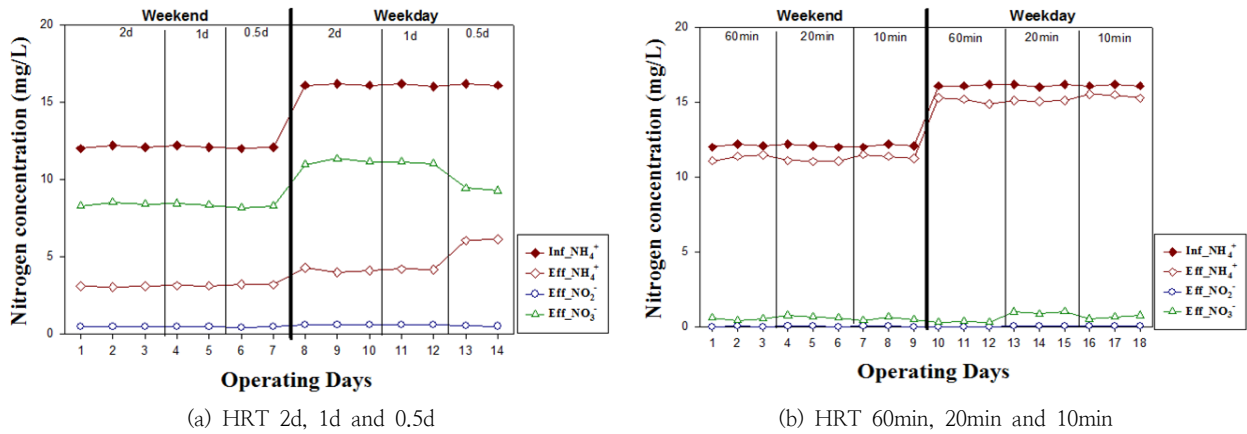 Weekend Weekday
2d 1d 0.5d 2d 1d 0.5d
Nitrogen concentration (mg/L)
20
15
10
5
0
1 2 3 4 5 6 7 8 9 10 11 12 13 14
Operating Days
Inf_NH₄⁺
Eff_NH₄⁺
Eff_NO₂⁻
Eff_NO₃⁻
(a) HRT 2d, 1d and 0.5d
Weekend Weekday
60min 20min 10min 60min 20min 10min
Nitrogen concentration (mg/L)
20
15
10
5
0
1 2 3 4 5 6 7 8 9 10 11 12 13 14 15 16 17 18
Operating Days
Inf_NH₄⁺
Eff_NH₄⁺
Eff_NO₂⁻
Eff_NO₃⁻
(b) HRT 60min, 20min and 10min